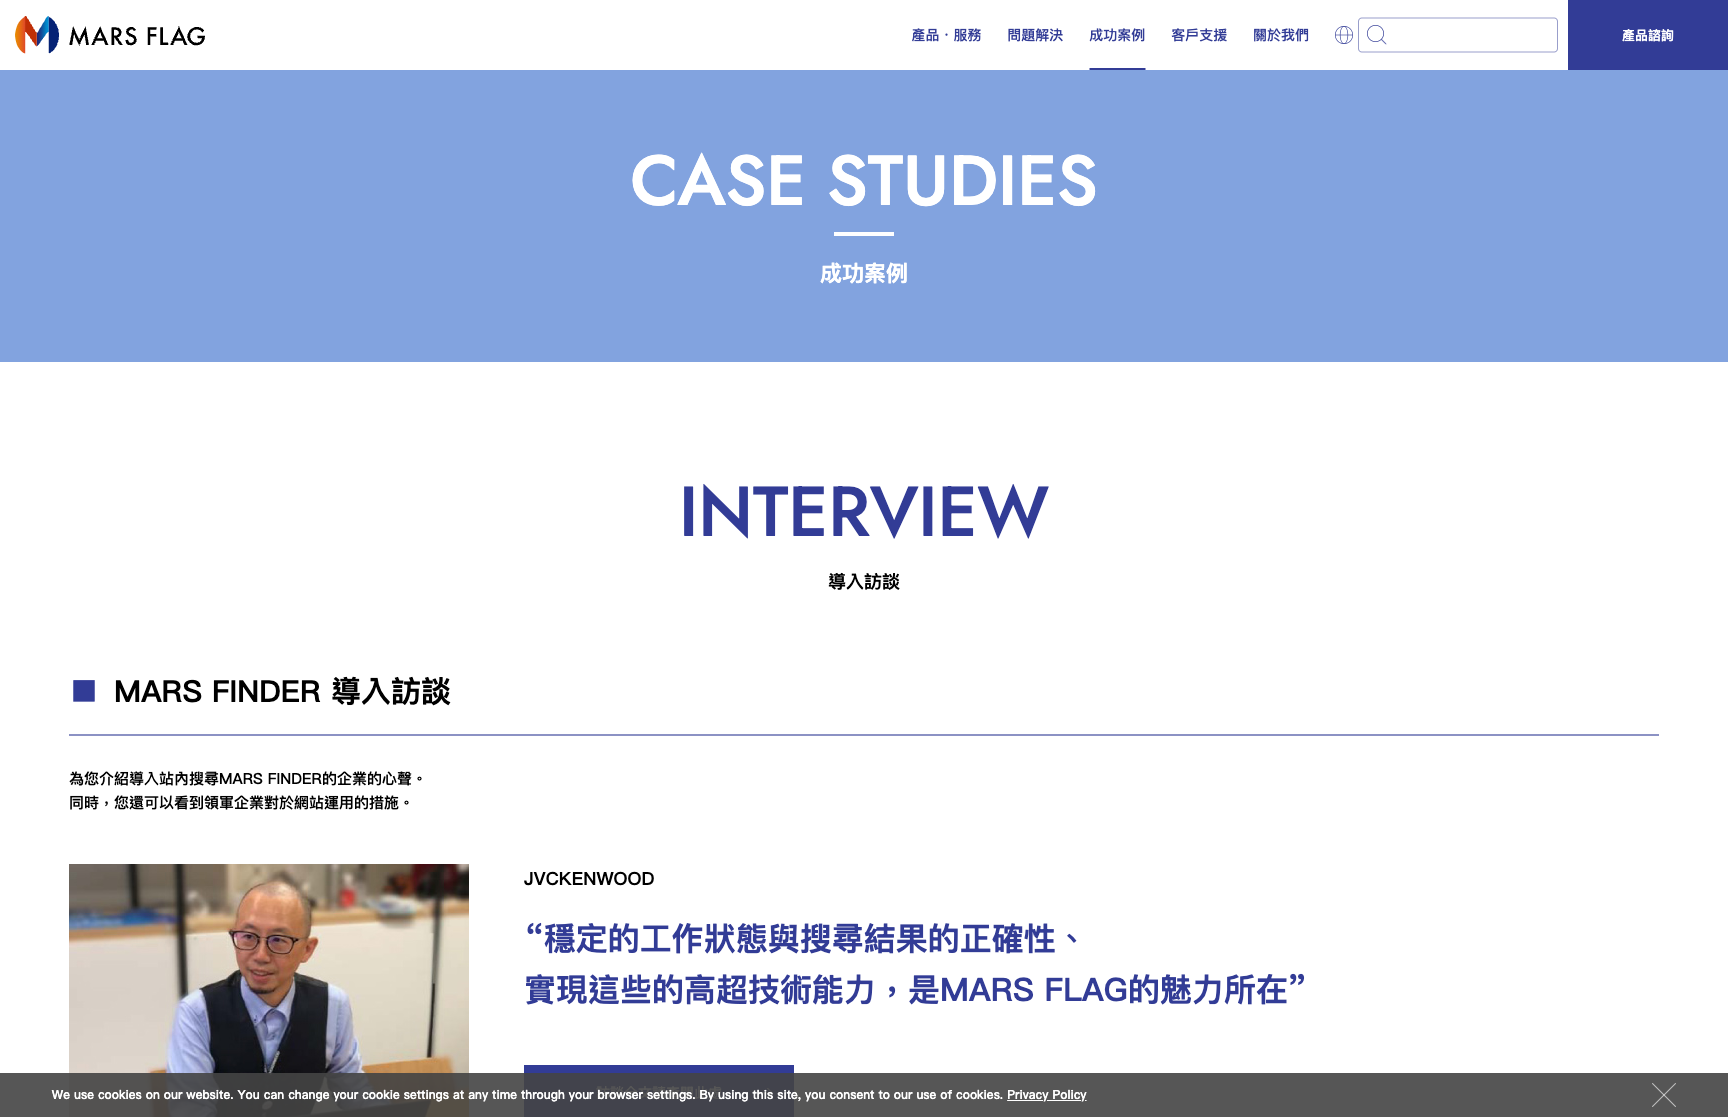 MARS FLAG
產品・服務 問題解決 成功案例 客戶支援 關於我們 產品諮詢
CASE STUDIES
成功案例
INTERVIEW
導入訪談
■ MARS FINDER 導入訪談
為您介紹導入站內搜尋MARS FINDER的企業的心聲。
同時，您還可以看到領軍企業對於網站運用的措施。
JVCKENWOOD
“穩定的工作狀態與搜尋結果的正確性、
實現這些的高超技術能力，是MARS FLAG的魅力所在”
We use cookies on our website. You can change your cookie settings at any time through your browser settings. By using this site, you consent to our use of cookies. Privacy Policy